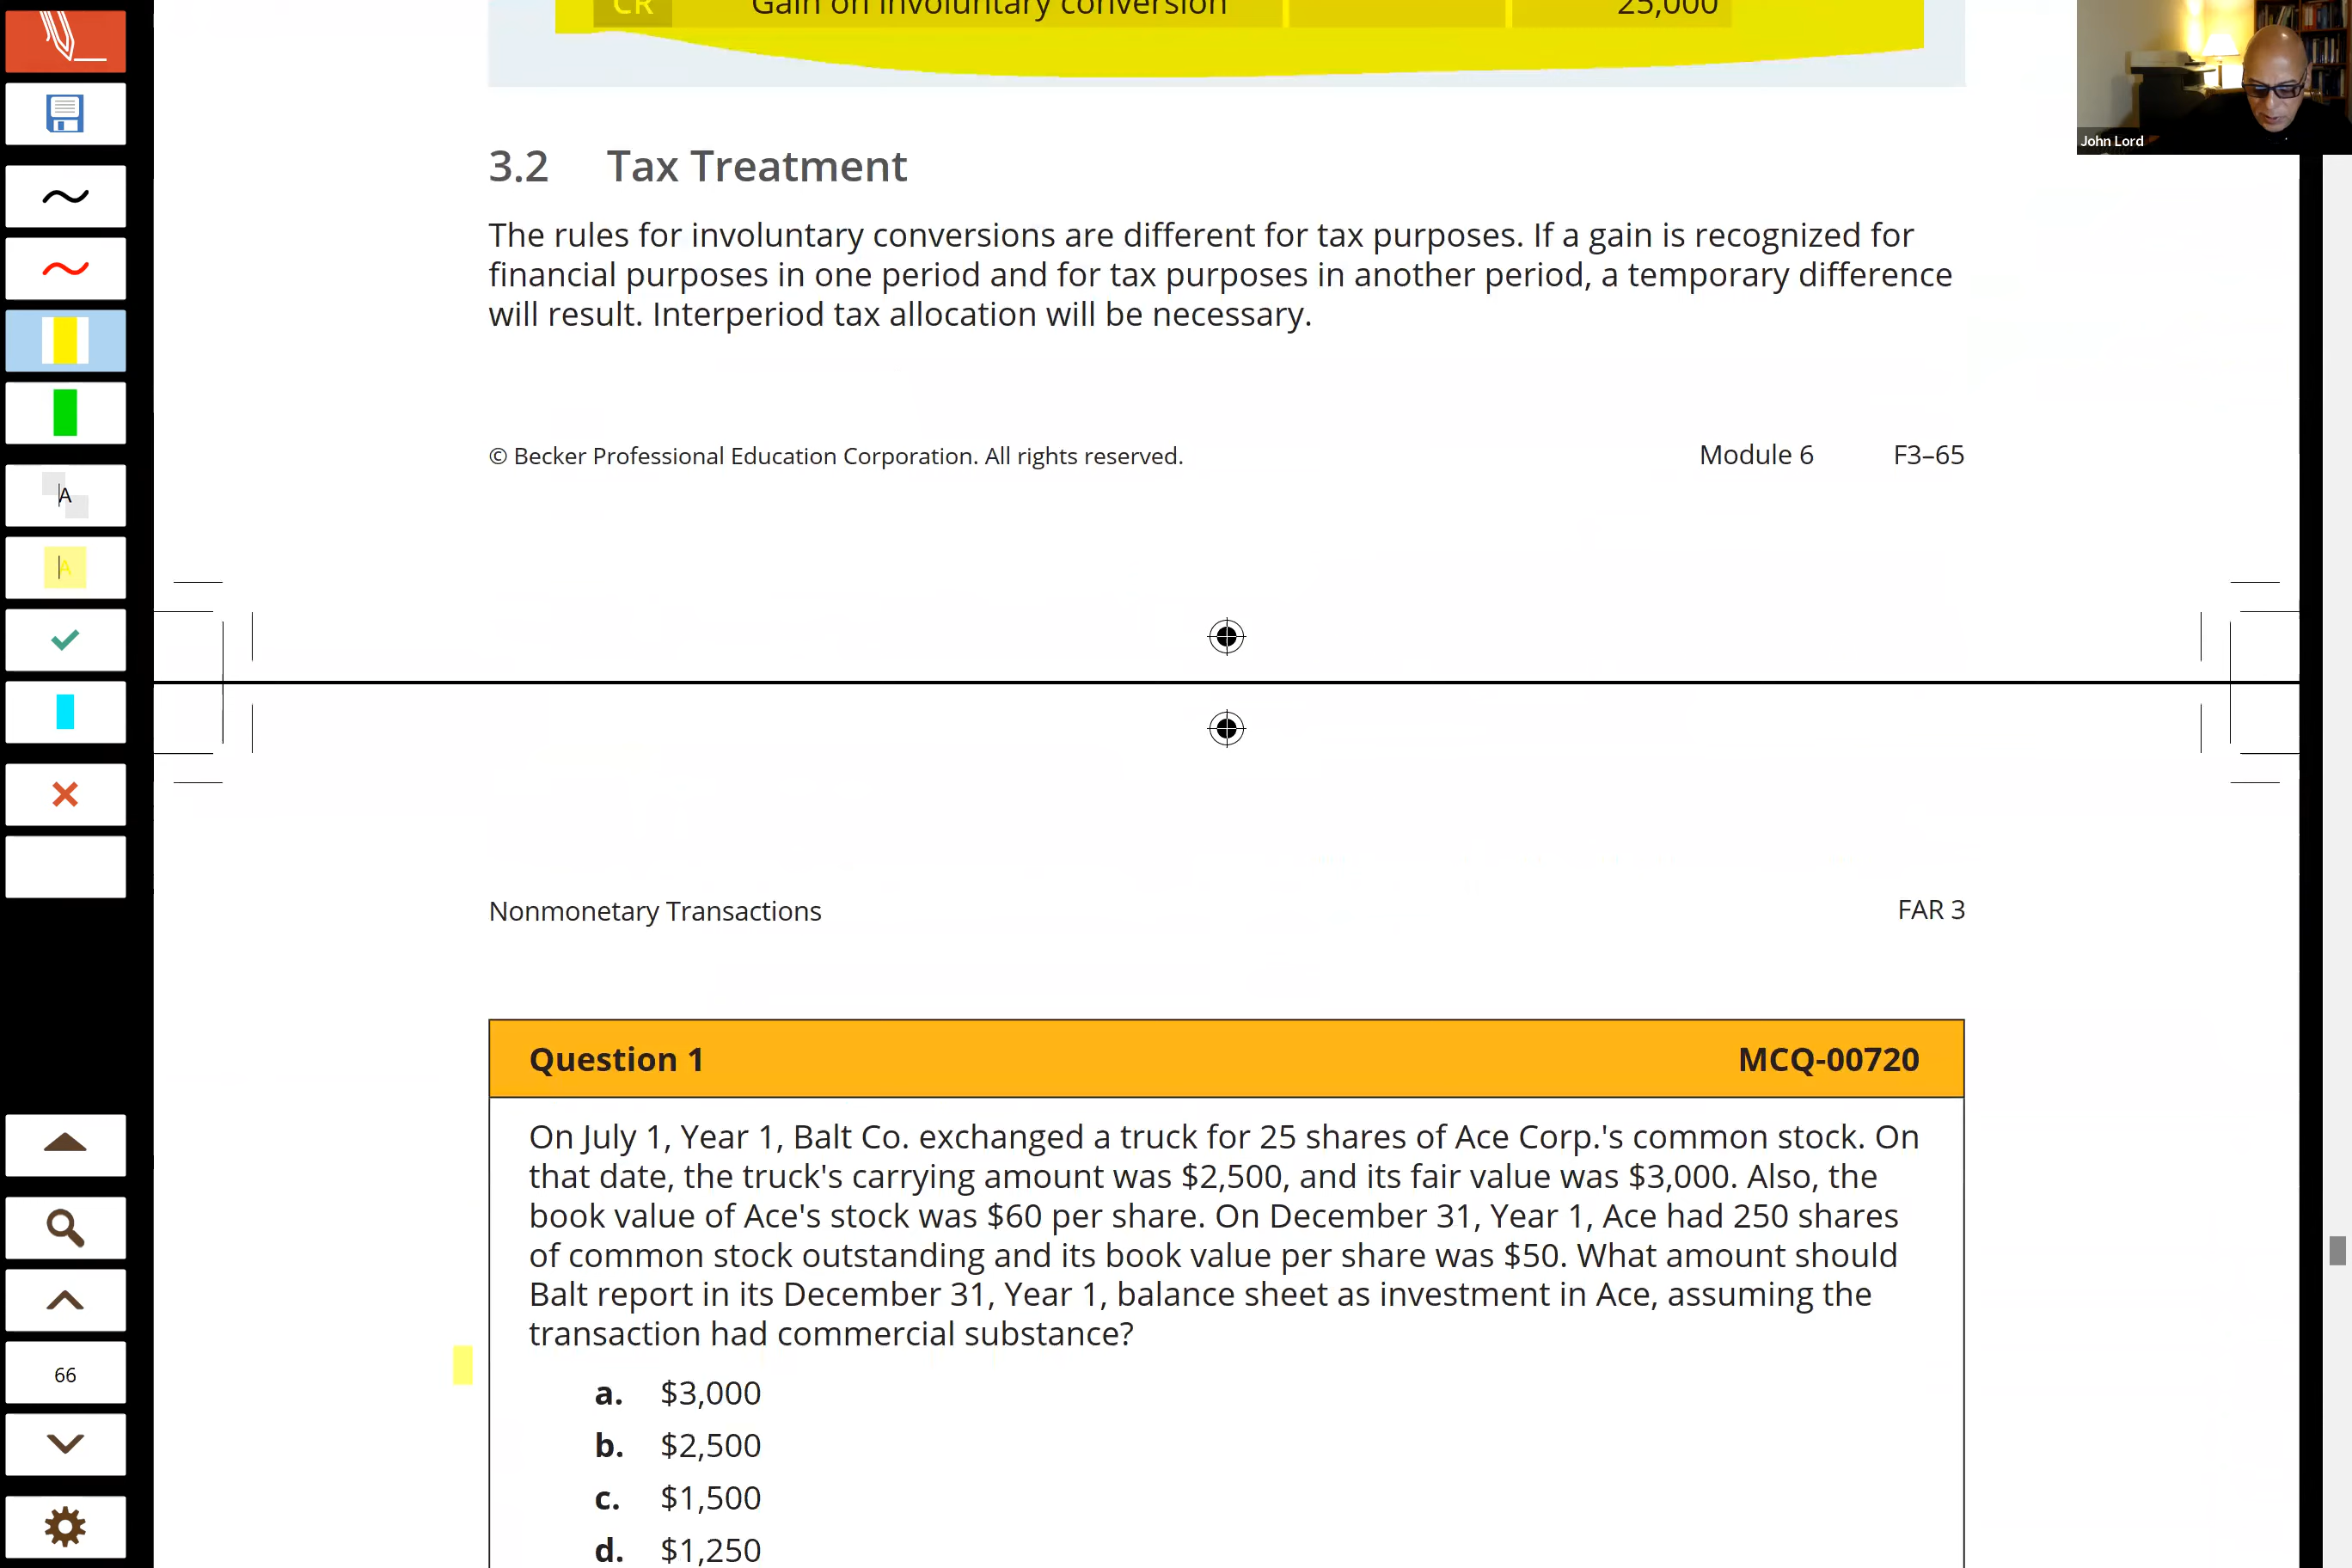 CR Gain on involuntary conversion 25,000
John Lord
3.2 Tax Treatment
The rules for involuntary conversions are different for tax purposes. If a gain is recognized for
financial purposes in one period and for tax purposes in another period, a temporary difference
will result. Interperiod tax allocation will be necessary.
© Becker Professional Education Corporation. All rights reserved. Module 6 F3–65
A
A
Nonmonetary Transactions FAR 3
Question 1 MCQ-00720
On July 1, Year 1, Balt Co. exchanged a truck for 25 shares of Ace Corp.'s common stock. On
that date, the truck's carrying amount was $2,500, and its fair value was $3,000. Also, the
book value of Ace's stock was $60 per share. On December 31, Year 1, Ace had 250 shares
of common stock outstanding and its book value per share was $50. What amount should
Balt report in its December 31, Year 1, balance sheet as investment in Ace, assuming the
transaction had commercial substance?
a. $3,000
b. $2,500
c. $1,500
d. $1,250
66